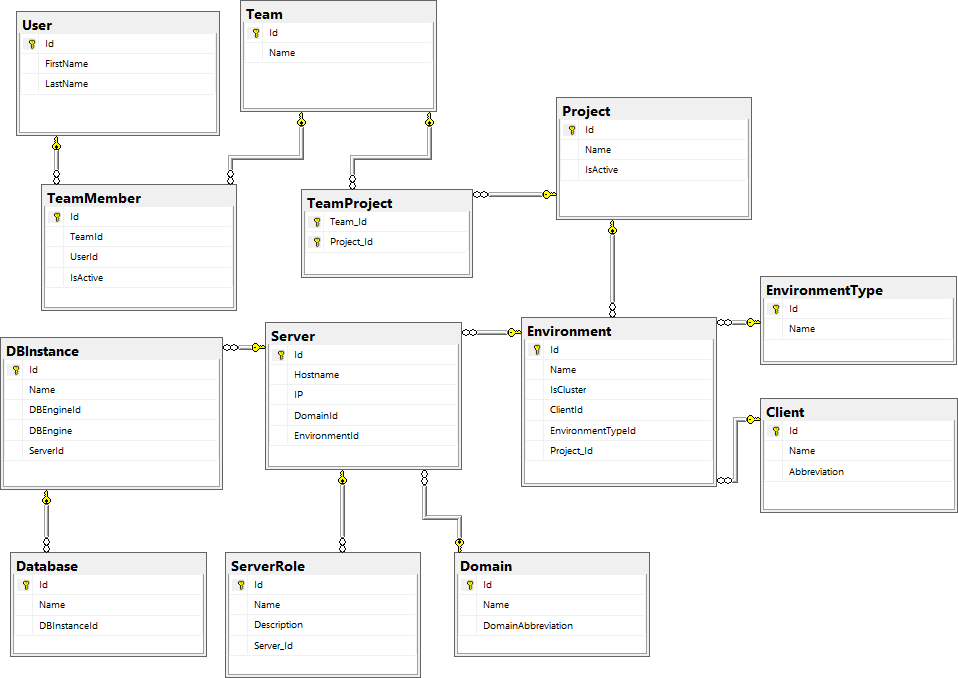 User
Id
FirstName
LastName
Team
Id
Name
Project
Id
Name
IsActive
TeamMember
Id
TeamId
UserId
IsActive
TeamProject
Team_Id
Project_Id
EnvironmentType
Id
Name
Server
Id
Hostname
IP
DomainId
EnvironmentId
Environment
Id
Name
IsCluster
ClientId
EnvironmentTypeId
Project_Id
DBInstance
Id
Name
DBEngineId
DBEngine
ServerId
Client
Id
Name
Abbreviation
Database
Id
Name
DBInstanceId
ServerRole
Id
Name
Description
Server_Id
Domain
Id
Name
DomainAbbreviation